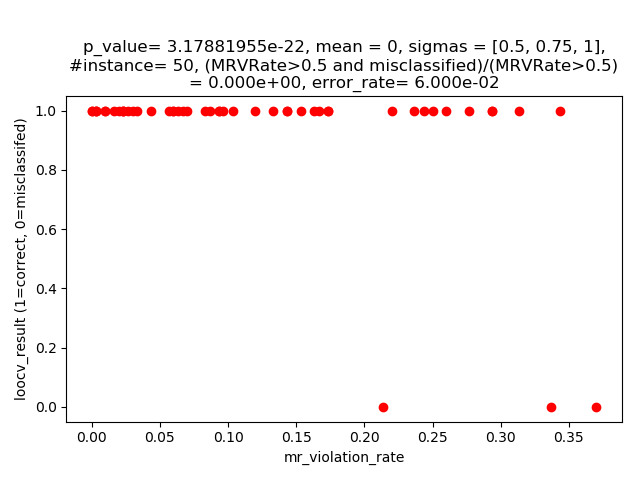 p_value= 3.17881955e-22, mean = 0, sigmas = [0.5, 0.75, 1],
#instance= 50, (MRVRate>0.5 and misclassified)/(MRVRate>0.5)
= 0.000e+00, error_rate= 6.000e-02
1.0
0.8
0.6
0.4
0.2
0.0
loocv_result (1=correct, 0=misclassifed)
0.00 0.05 0.10 0.15 0.20 0.25 0.30 0.35
mr_violation_rate